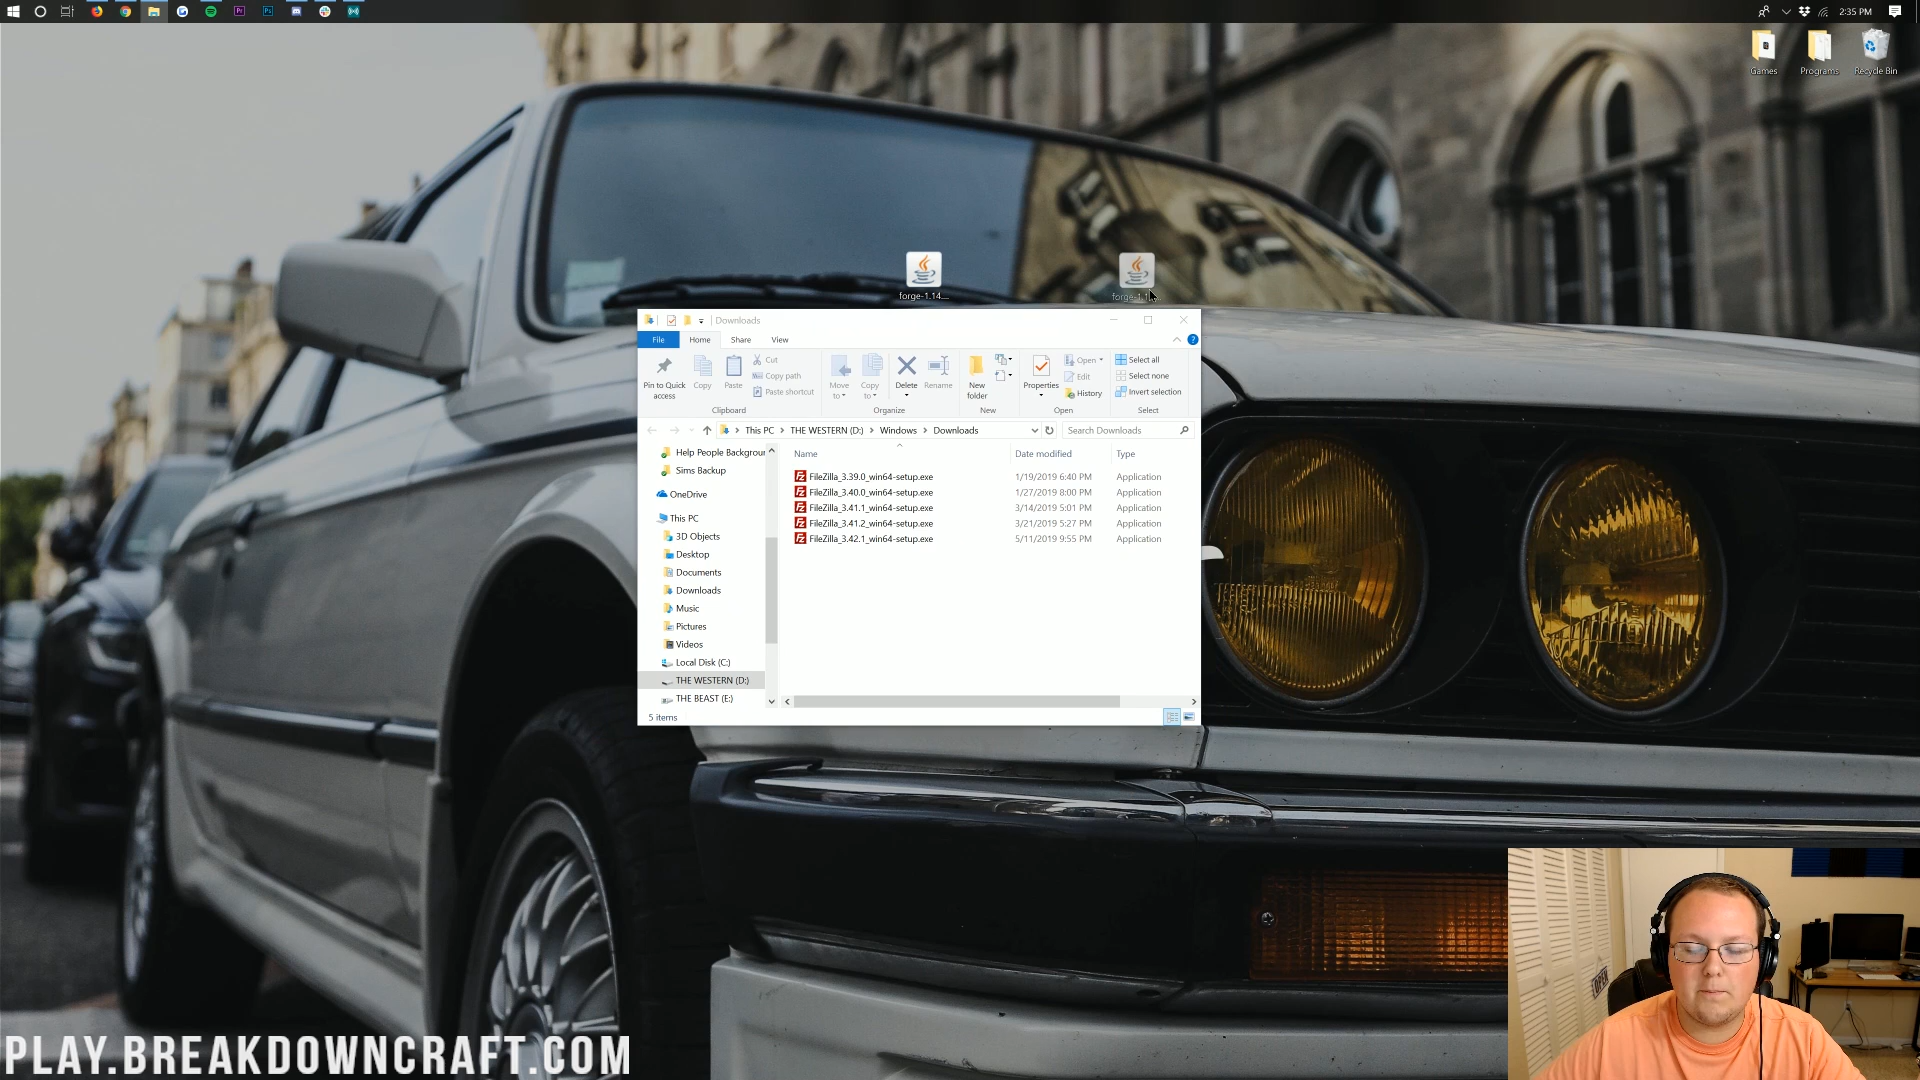 2:35 PM
Games
Programs
Recycle Bin
forge-1.14....
forge-1.1
Downloads
File
Home
Share
View
Pin to Quick access
Copy
Paste
Cut
Copy path
Paste shortcut
Clipboard
Move to
Copy to
Delete
Rename
Organize
New folder
New
Properties
Open
Edit
History
Open
Select all
Select none
Invert selection
Select
This PC > THE WESTERN (D:) > Windows > Downloads
Search Downloads
Help People Backgrour
Sims Backup
OneDrive
This PC
3D Objects
Desktop
Documents
Downloads
Music
Pictures
Videos
Local Disk (C:)
THE WESTERN (D:)
THE BEAST (E:)
Name Date modified Type
FileZilla_3.39.0_win64-setup.exe 1/19/2019 6:40 PM Application
FileZilla_3.40.0_win64-setup.exe 1/27/2019 8:00 PM Application
FileZilla_3.41.1_win64-setup.exe 3/14/2019 5:01 PM Application
FileZilla_3.41.2_win64-setup.exe 3/21/2019 5:27 PM Application
FileZilla_3.42.1_win64-setup.exe 5/11/2019 9:55 PM Application
5 items
OPEN
PLAY.BREAKDOWNCRAFT.COM